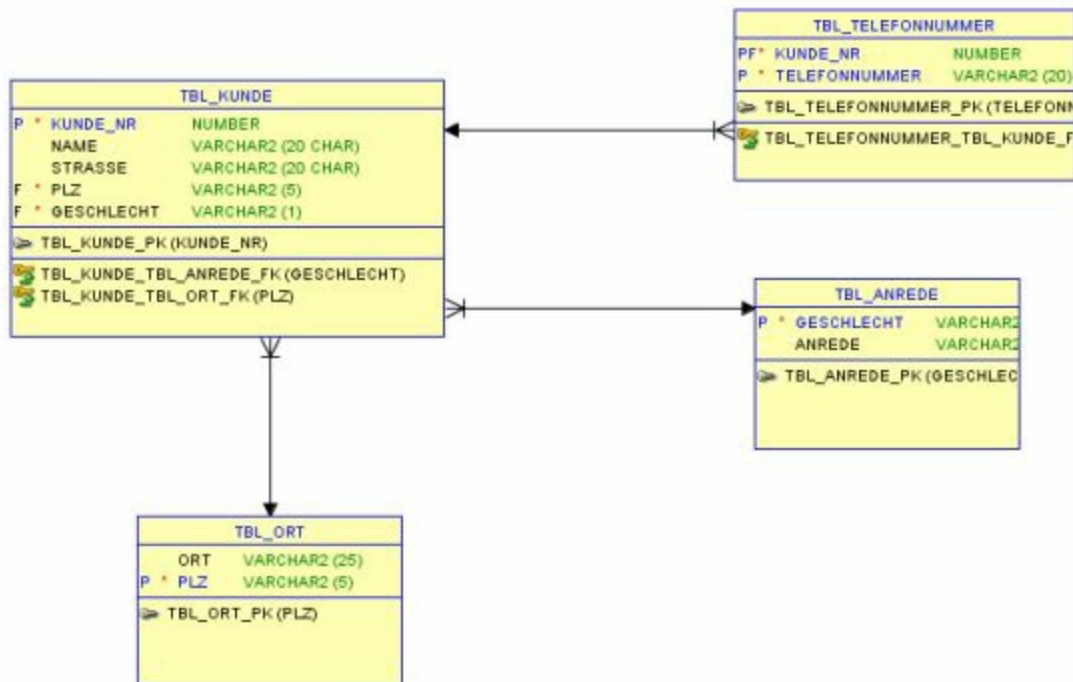 TBL_KUNDE
P * KUNDE_NR NUMBER
NAME VARCHAR2 (20 CHAR)
STRASSE VARCHAR2 (20 CHAR)
F * PLZ VARCHAR2 (5)
F * GESCHLECHT VARCHAR2 (1)
TBL_KUNDE_PK (KUNDE_NR)
TBL_KUNDE_TBL_ANREDE_FK (GESCHLECHT)
TBL_KUNDE_TBL_ORT_FK (PLZ)
TBL_TELEFONNUMMER
PF* KUNDE_NR NUMBER
P * TELEFONNUMMER VARCHAR2 (20)
TBL_TELEFONNUMMER_PK (TELEFONN
TBL_TELEFONNUMMER_TBL_KUNDE_F
TBL_ANREDE
P * GESCHLECHT VARCHAR2
ANREDE VARCHAR2
TBL_ANREDE_PK (GESCHLEC
TBL_ORT
ORT VARCHAR2 (25)
P * PLZ VARCHAR2 (5)
TBL_ORT_PK (PLZ)